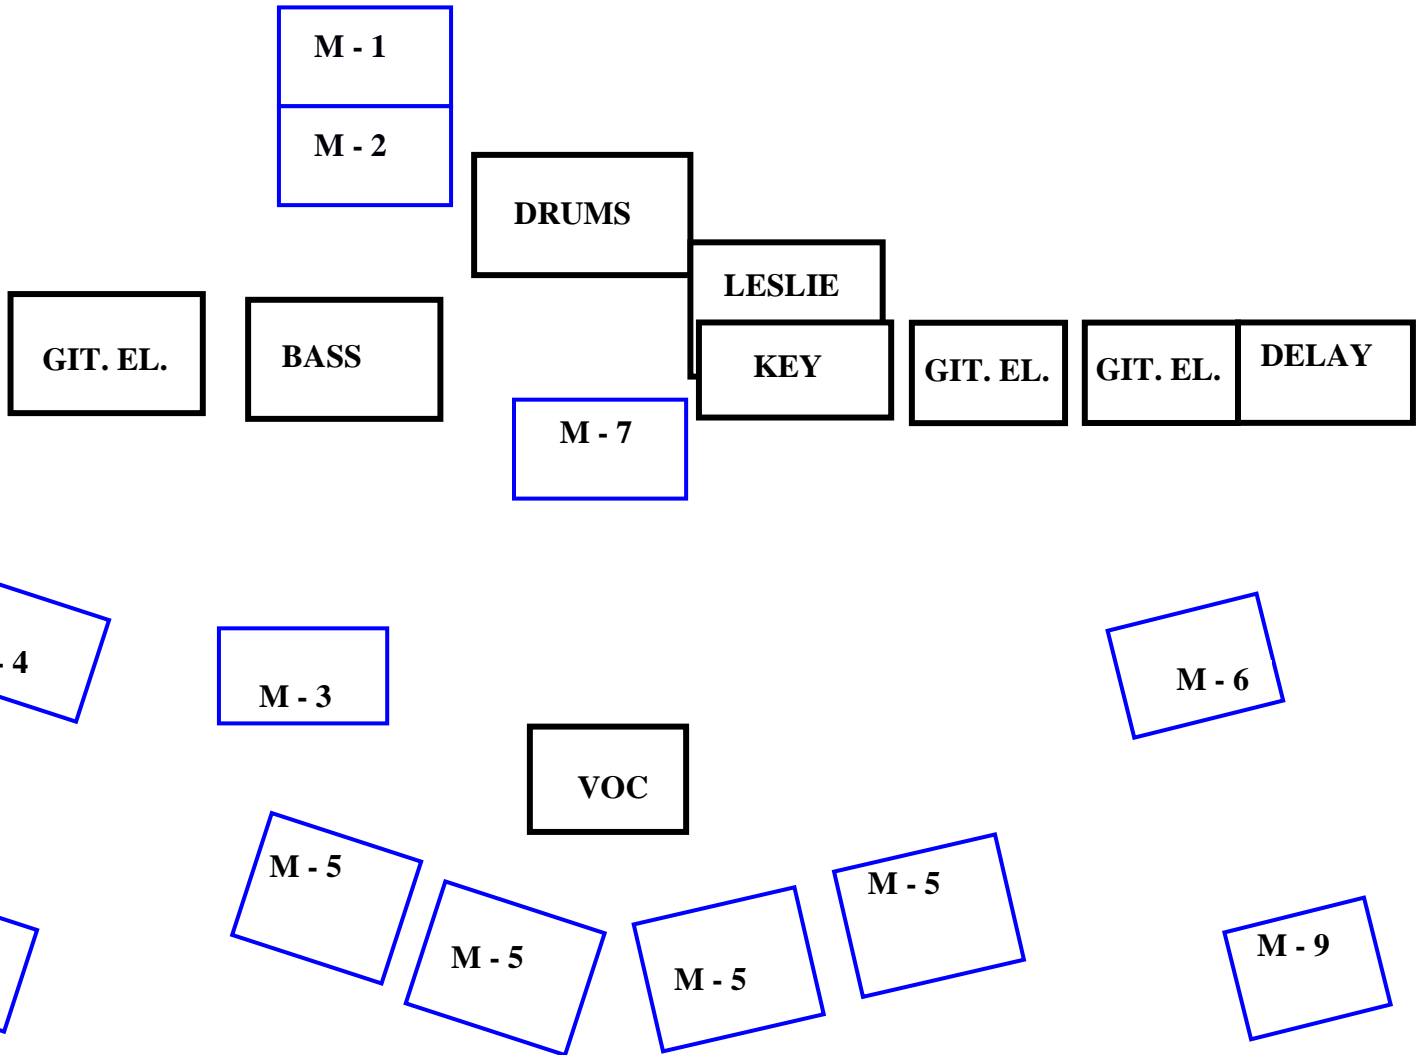 M - 1
M - 2
DRUMS
LESLIE
GIT. EL.
BASS
KEY
GIT. EL.
GIT. EL.
DELAY
M - 7
- 4
M - 3
M - 6
VOC
M - 5
M - 5
M - 5
M - 5
M - 9